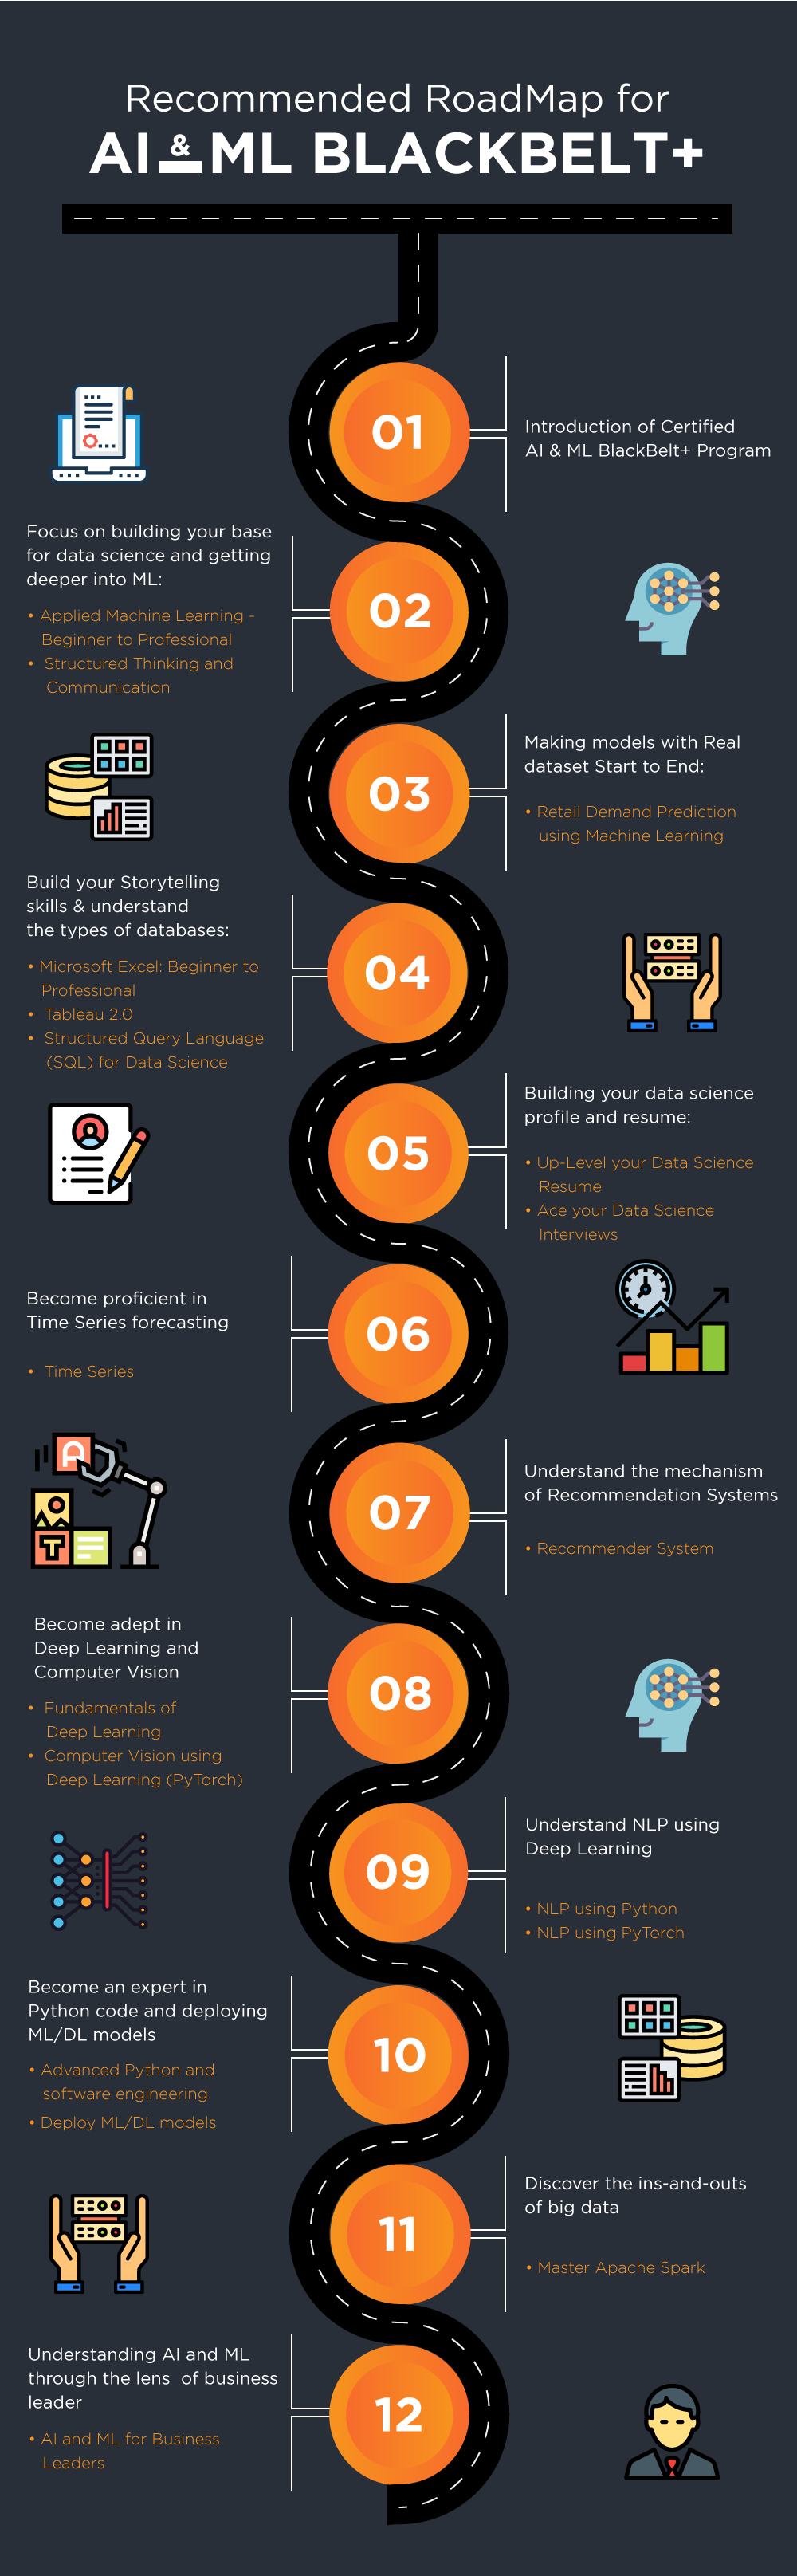 Recommended RoadMap for
AI & ML BLACKBELT+
01
Introduction of Certified
AI & ML BlackBelt+ Program
02
Focus on building your base
for data science and getting
deeper into ML:
• Applied Machine Learning -
Beginner to Professional
• Structured Thinking and
Communication
03
Making models with Real
dataset Start to End:
• Retail Demand Prediction
using Machine Learning
04
Build your Storytelling
skills & understand
the types of databases:
• Microsoft Excel: Beginner to
Professional
• Tableau 2.0
• Structured Query Language
(SQL) for Data Science
05
Building your data science
profile and resume:
• Up-Level your Data Science
Resume
• Ace your Data Science
Interviews
06
Become proficient in
Time Series forecasting
• Time Series
A
T
07
Understand the mechanism
of Recommendation Systems
• Recommender System
08
Become adept in
Deep Learning and
Computer Vision
• Fundamentals of
Deep Learning
• Computer Vision using
Deep Learning (PyTorch)
09
Understand NLP using
Deep Learning
• NLP using Python
• NLP using PyTorch
10
Become an expert in
Python code and deploying
ML/DL models
• Advanced Python and
software engineering
• Deploy ML/DL models
11
Discover the ins-and-outs
of big data
• Master Apache Spark
12
Understanding AI and ML
through the lens of business
leader
• AI and ML for Business
Leaders